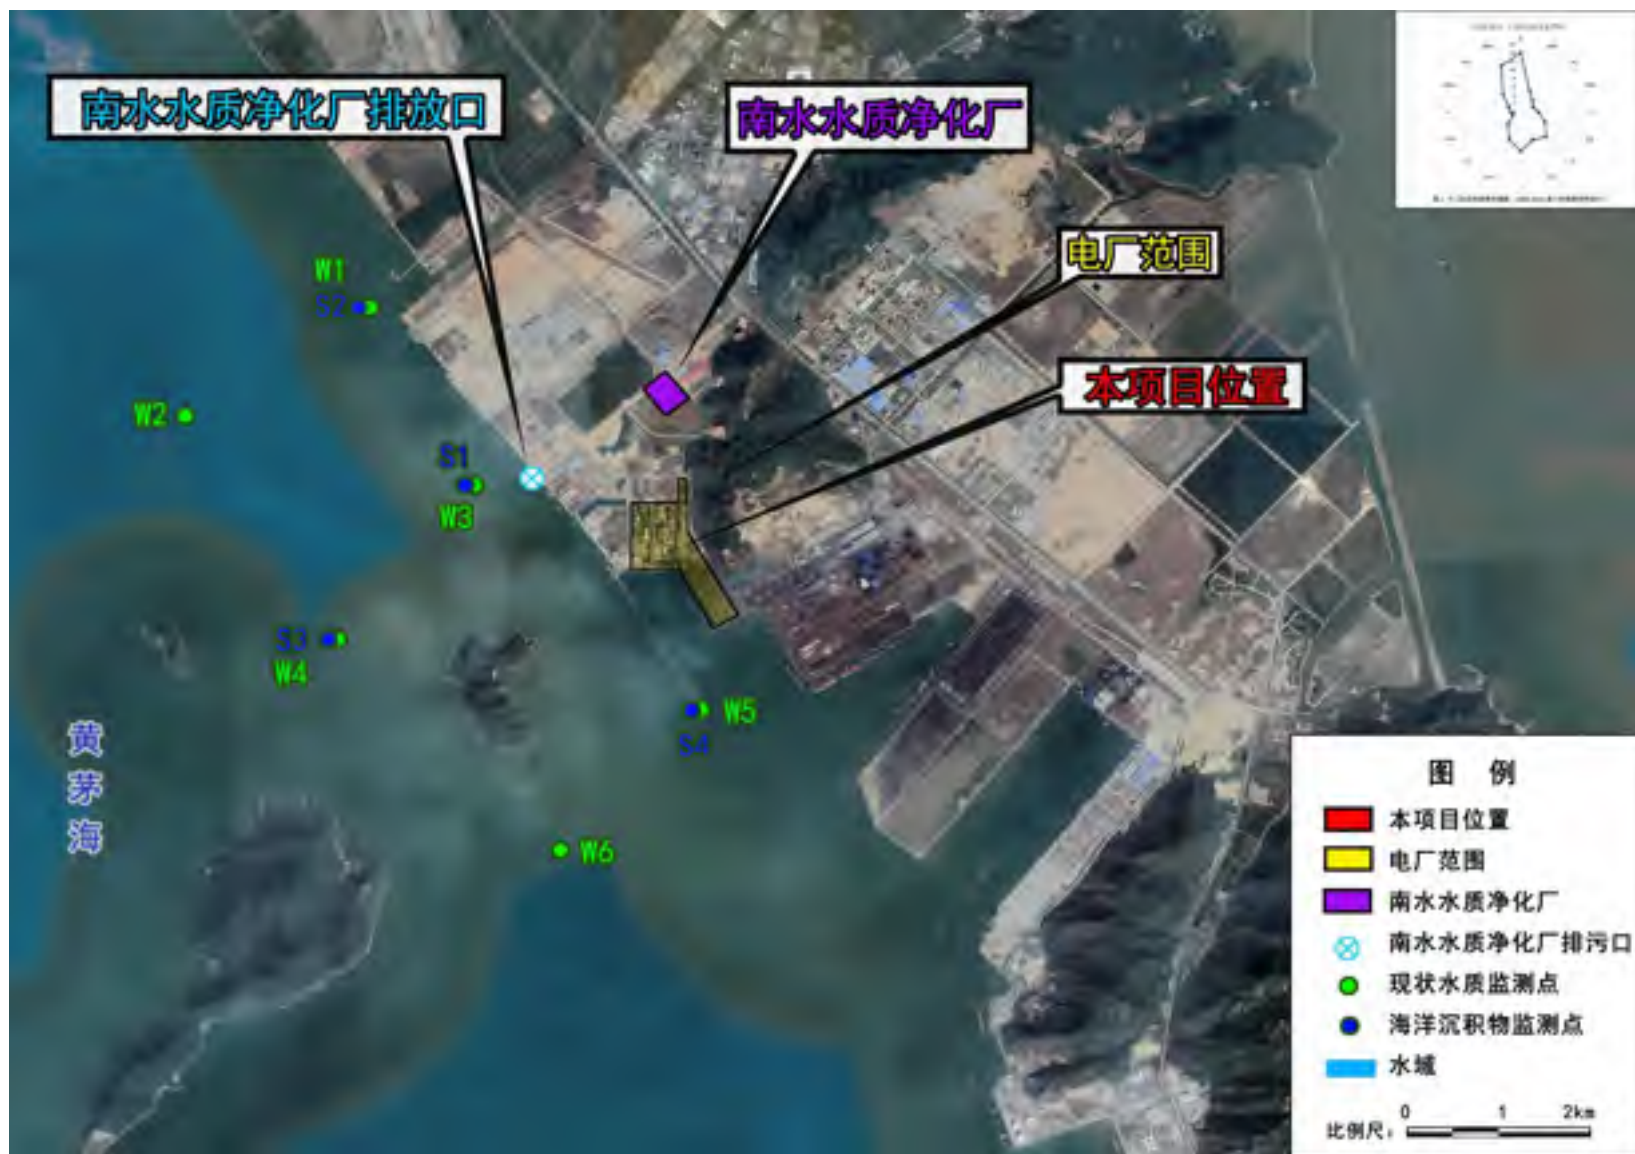 南水水质净化厂排放口
南水水质净化厂
电厂范围
本项目位置
W1
S2
W2
S1
W3
S3
W4
W5
S4
W6
黄
茅
海
图 例
本项目位置
电厂范围
南水水质净化厂
南水水质净化厂排污口
现状水质监测点
海洋沉积物监测点
水域
0 1 2km
比例尺: